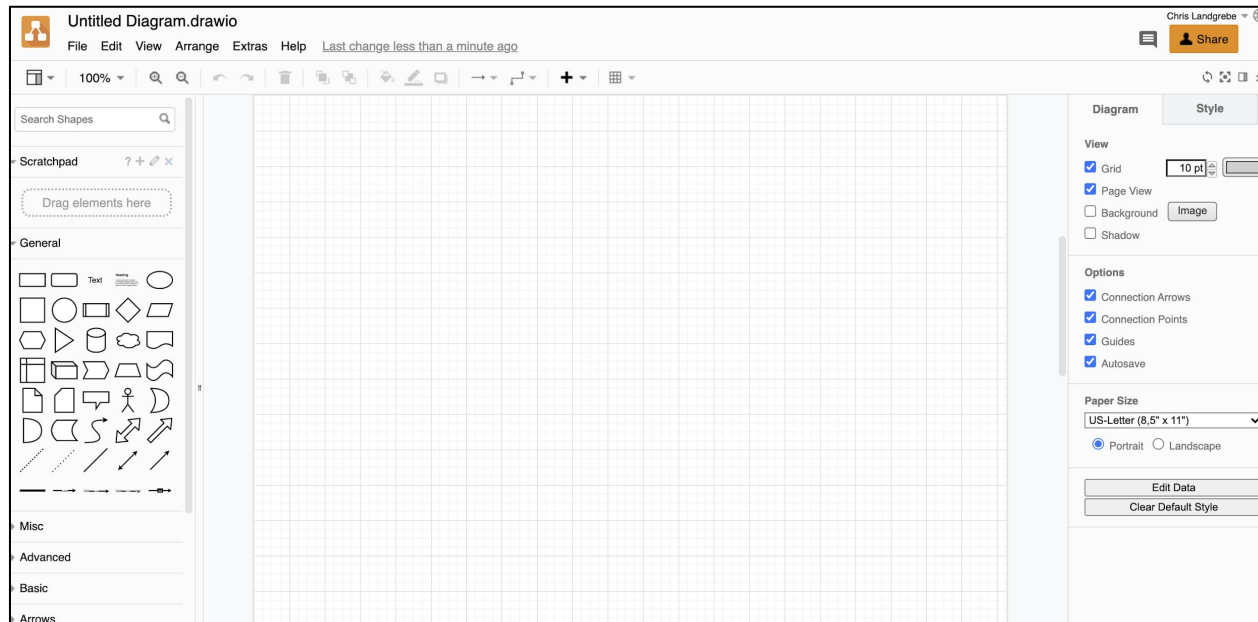 Untitled Diagram.drawio
Chris Landgrebe
File Edit View Arrange Extras Help Last change less than a minute ago
Share
100%
Search Shapes
Scratchpad
?
Drag elements here
General
Text
Heading
Misc
Advanced
Basic
Arrows
Diagram Style
View
Grid 10 pt
Page View
Background Image
Shadow
Options
Connection Arrows
Connection Points
Guides
Autosave
Paper Size
US-Letter (8,5" x 11")
Portrait Landscape
Edit Data
Clear Default Style